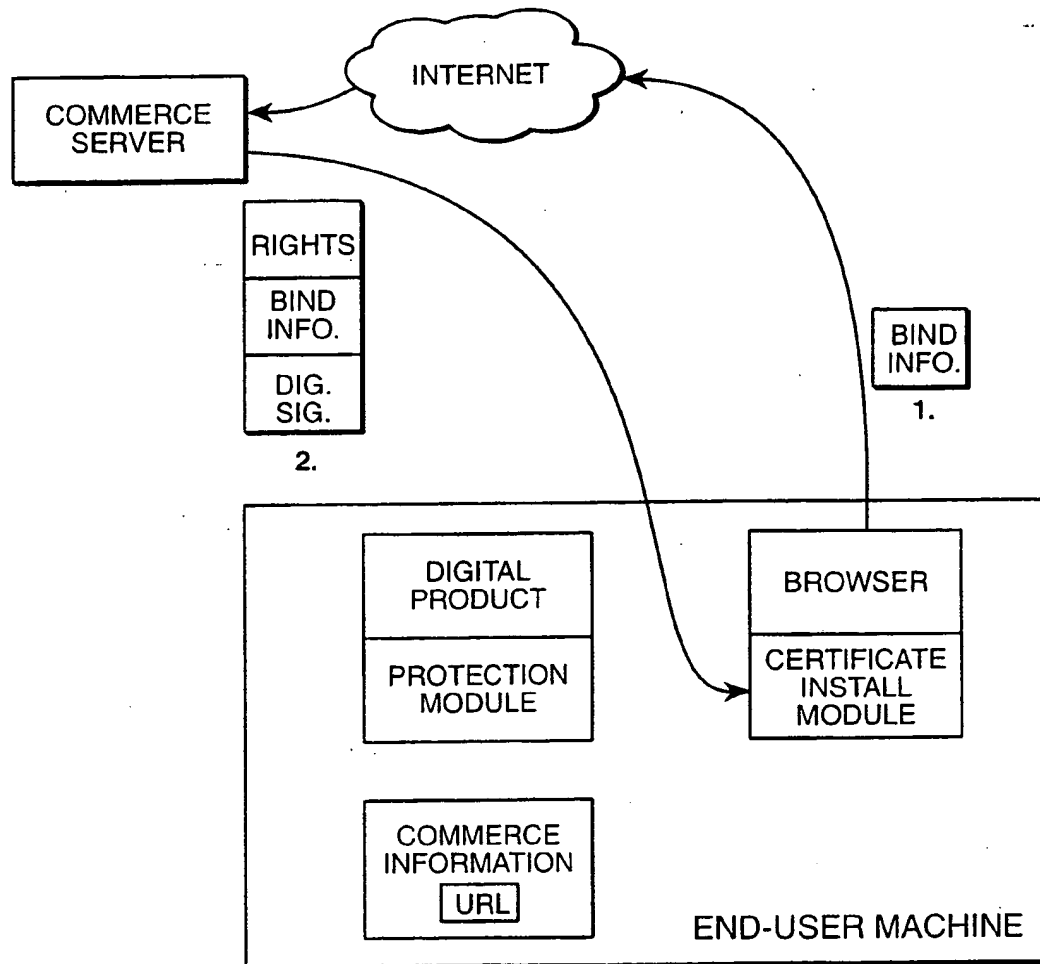 INTERNET
COMMERCE
SERVER
RIGHTS
BIND
INFO.
DIG.
SIG.
2.
BIND
INFO.
1.
DIGITAL
PRODUCT
PROTECTION
MODULE
BROWSER
CERTIFICATE
INSTALL
MODULE
COMMERCE
INFORMATION
URL
END-USER MACHINE